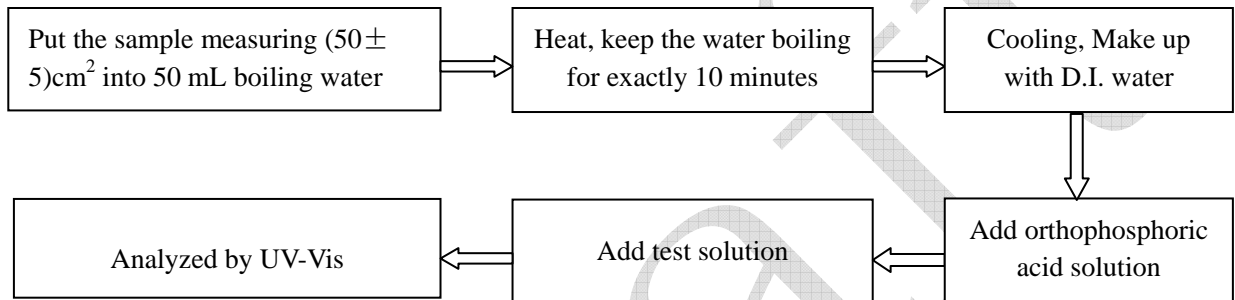 Put the sample measuring (50±
5)cm² into 50 mL boiling water
Heat, keep the water boiling
for exactly 10 minutes
Cooling, Make up
with D.I. water
Add orthophosphoric
acid solution
Add test solution
Analyzed by UV-Vis